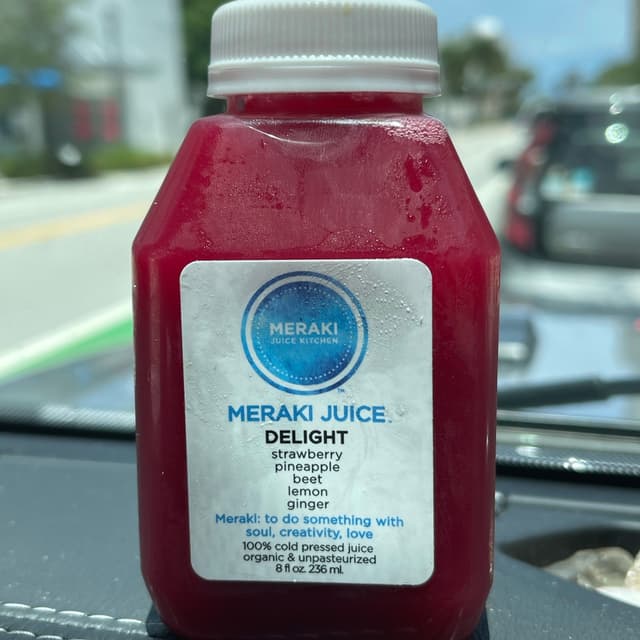 MERAKI
JUICE KITCHEN
MERAKI JUICE
DELIGHT
strawberry
pineapple
beet
lemon
ginger
Meraki: to do something with
soul, creativity, love
100% cold pressed juice
organic & unpasteurized
8 fl oz. 236 ml.